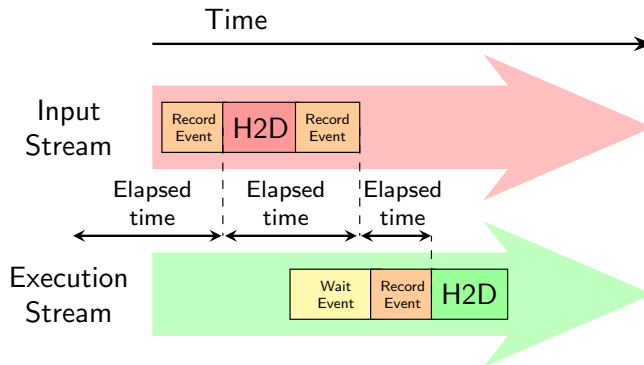 Time
Input
Stream
Record
Event
H2D
Record
Event
Elapsed
time
Elapsed
time
Elapsed
time
Execution
Stream
Wait
Event
Record
Event
H2D